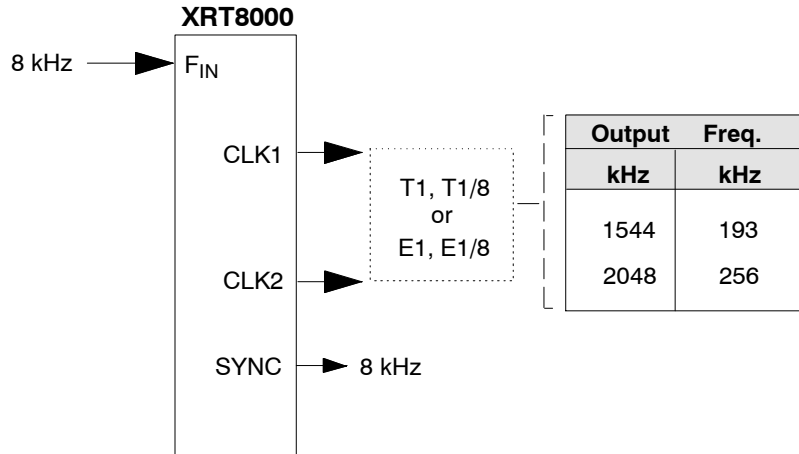 XRT8000
8 kHz
FIN
CLK1
T1, T1/8
or
E1, E1/8
CLK2
SYNC
8 kHz
Output Freq.
kHz kHz
1544 193
2048 256